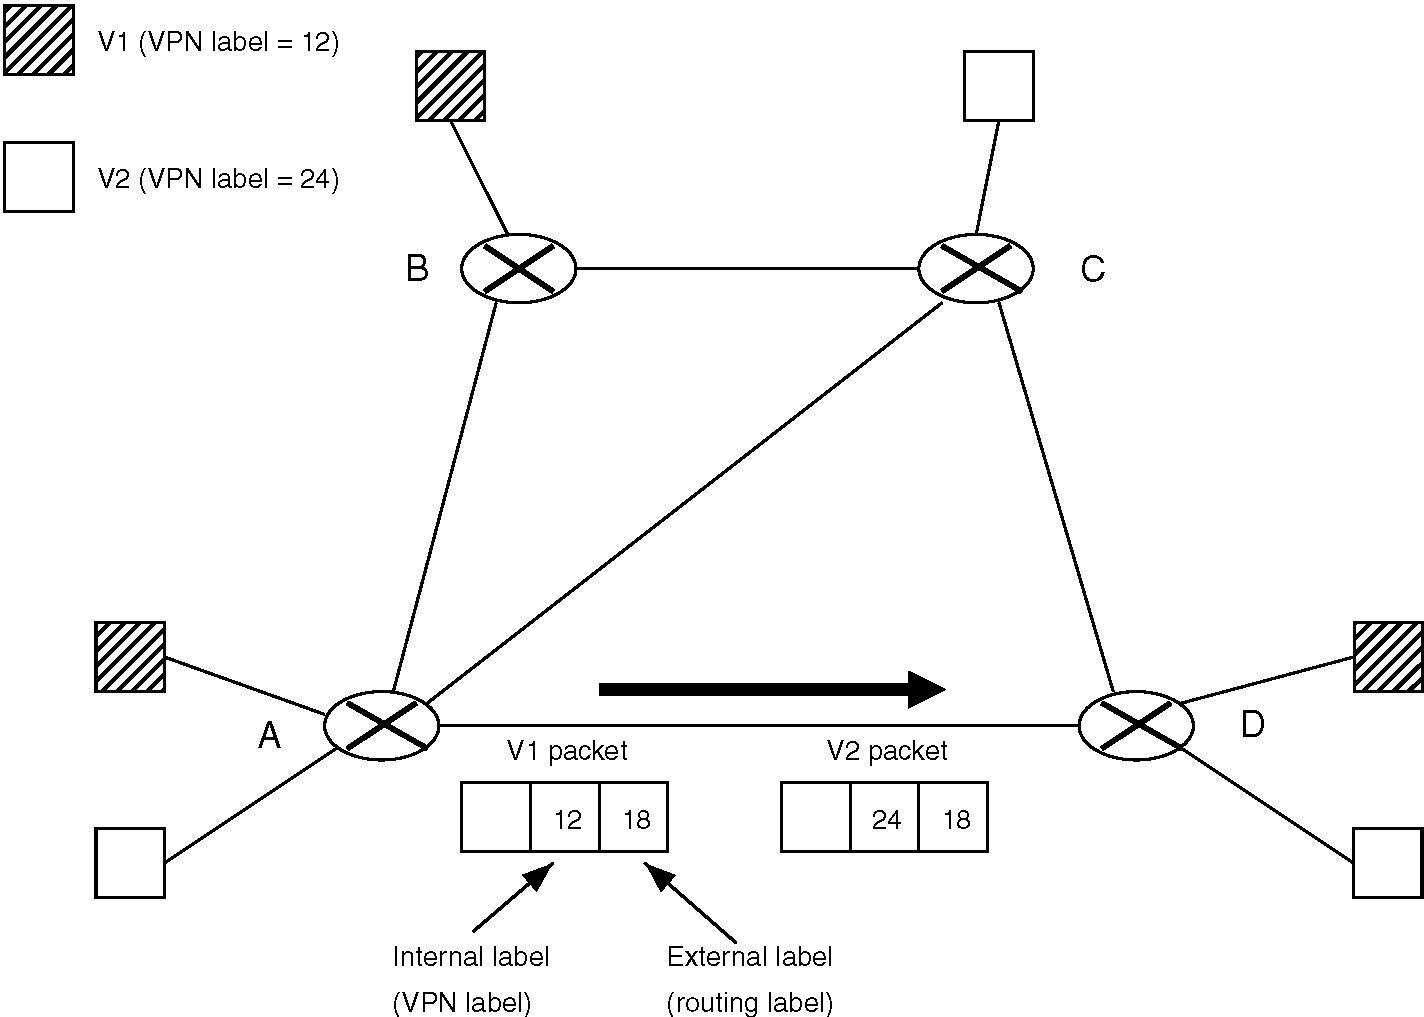 V1 (VPN label = 12)
V2 (VPN label = 24)
B
C
A
D
V1 packet
V2 packet
12 18
24 18
Internal label
(VPN label)
External label
(routing label)